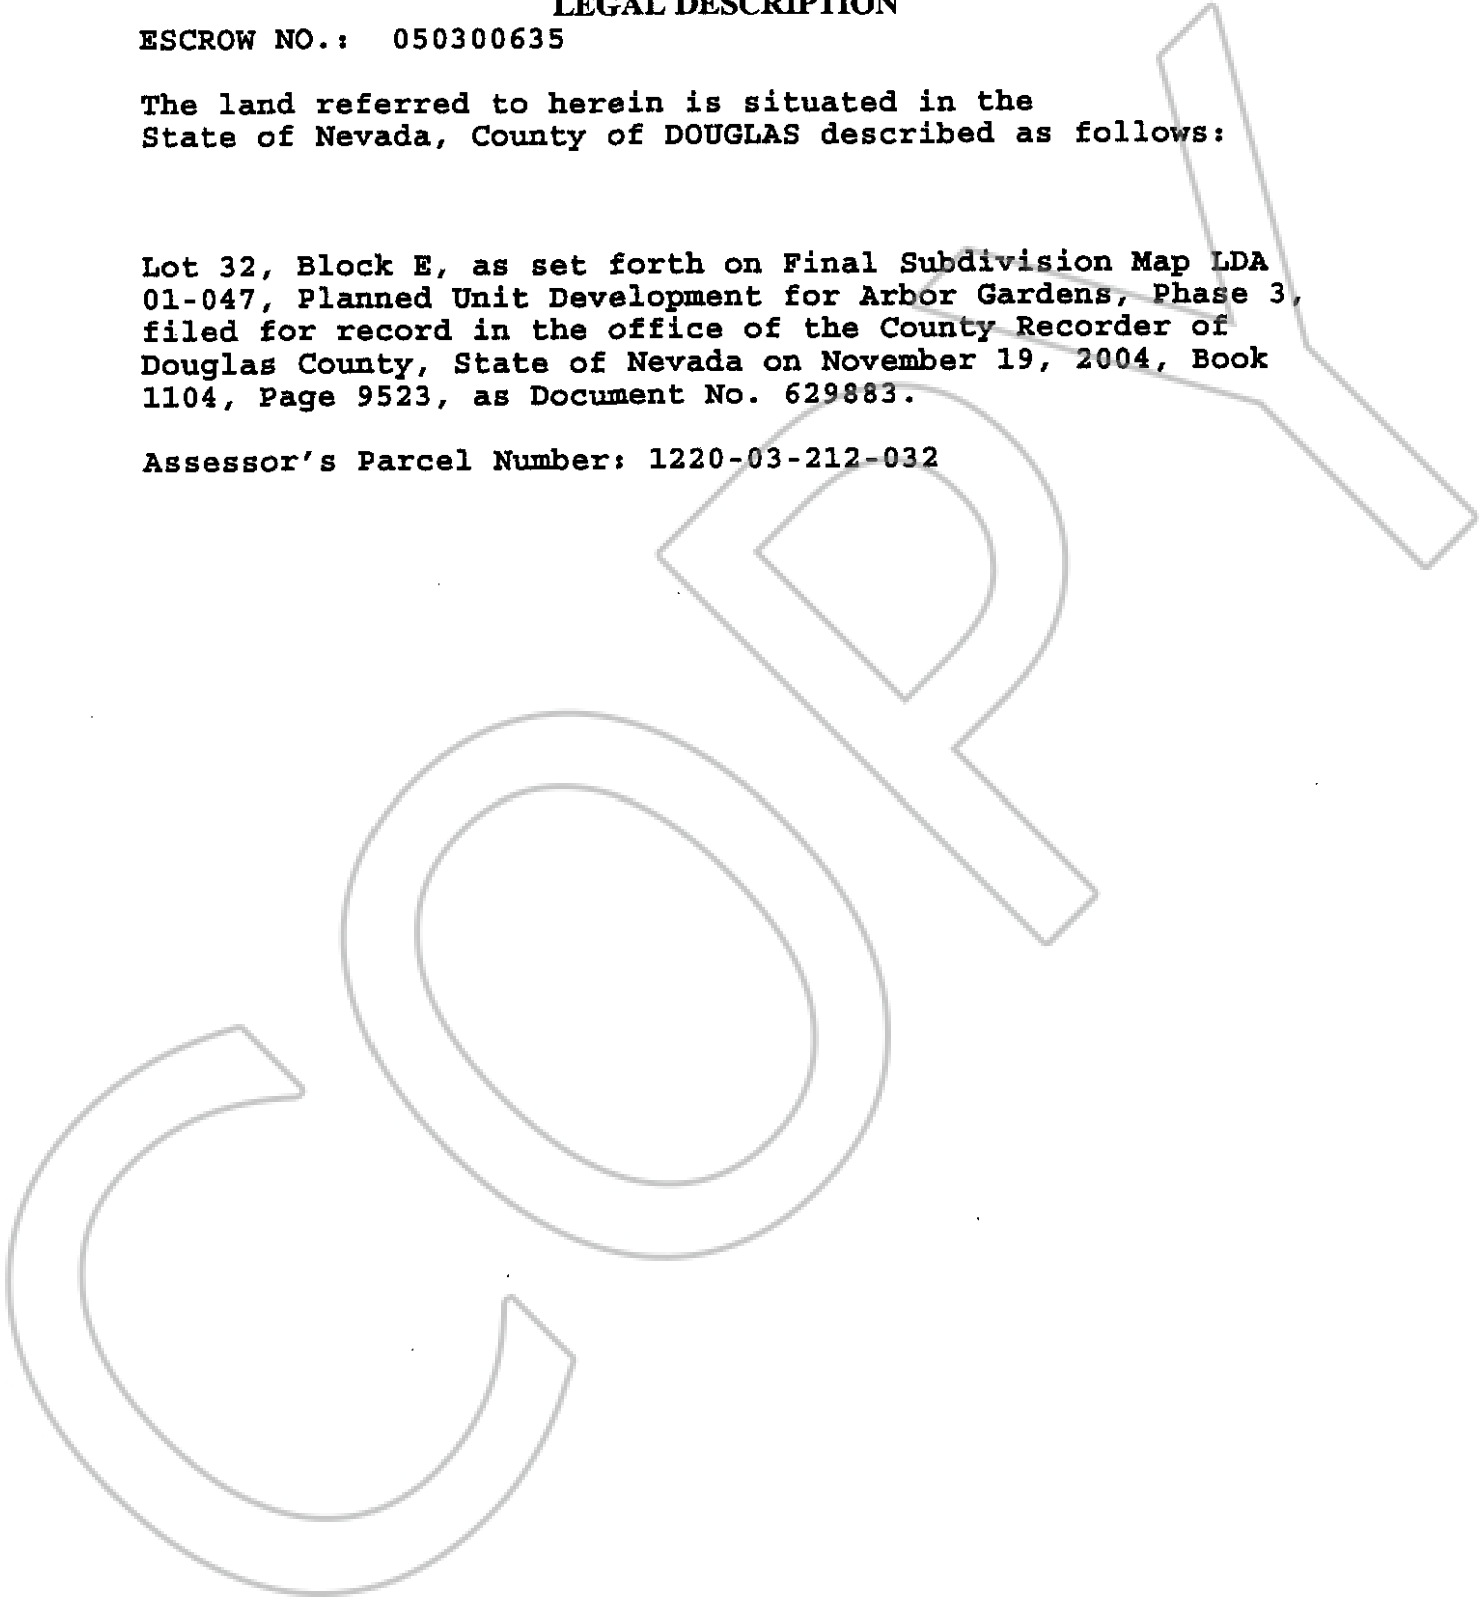 LEGAL DESCRIPTION
ESCROW NO.: 050300635
The land referred to herein is situated in the
State of Nevada, County of DOUGLAS described as follows:
Lot 32, Block E, as set forth on Final Subdivision Map LDA
01-047, Planned Unit Development for Arbor Gardens, Phase 3,
filed for record in the office of the County Recorder of
Douglas County, State of Nevada on November 19, 2004, Book
1104, Page 9523, as Document No. 629883.
Assessor's Parcel Number: 1220-03-212-032
COPY